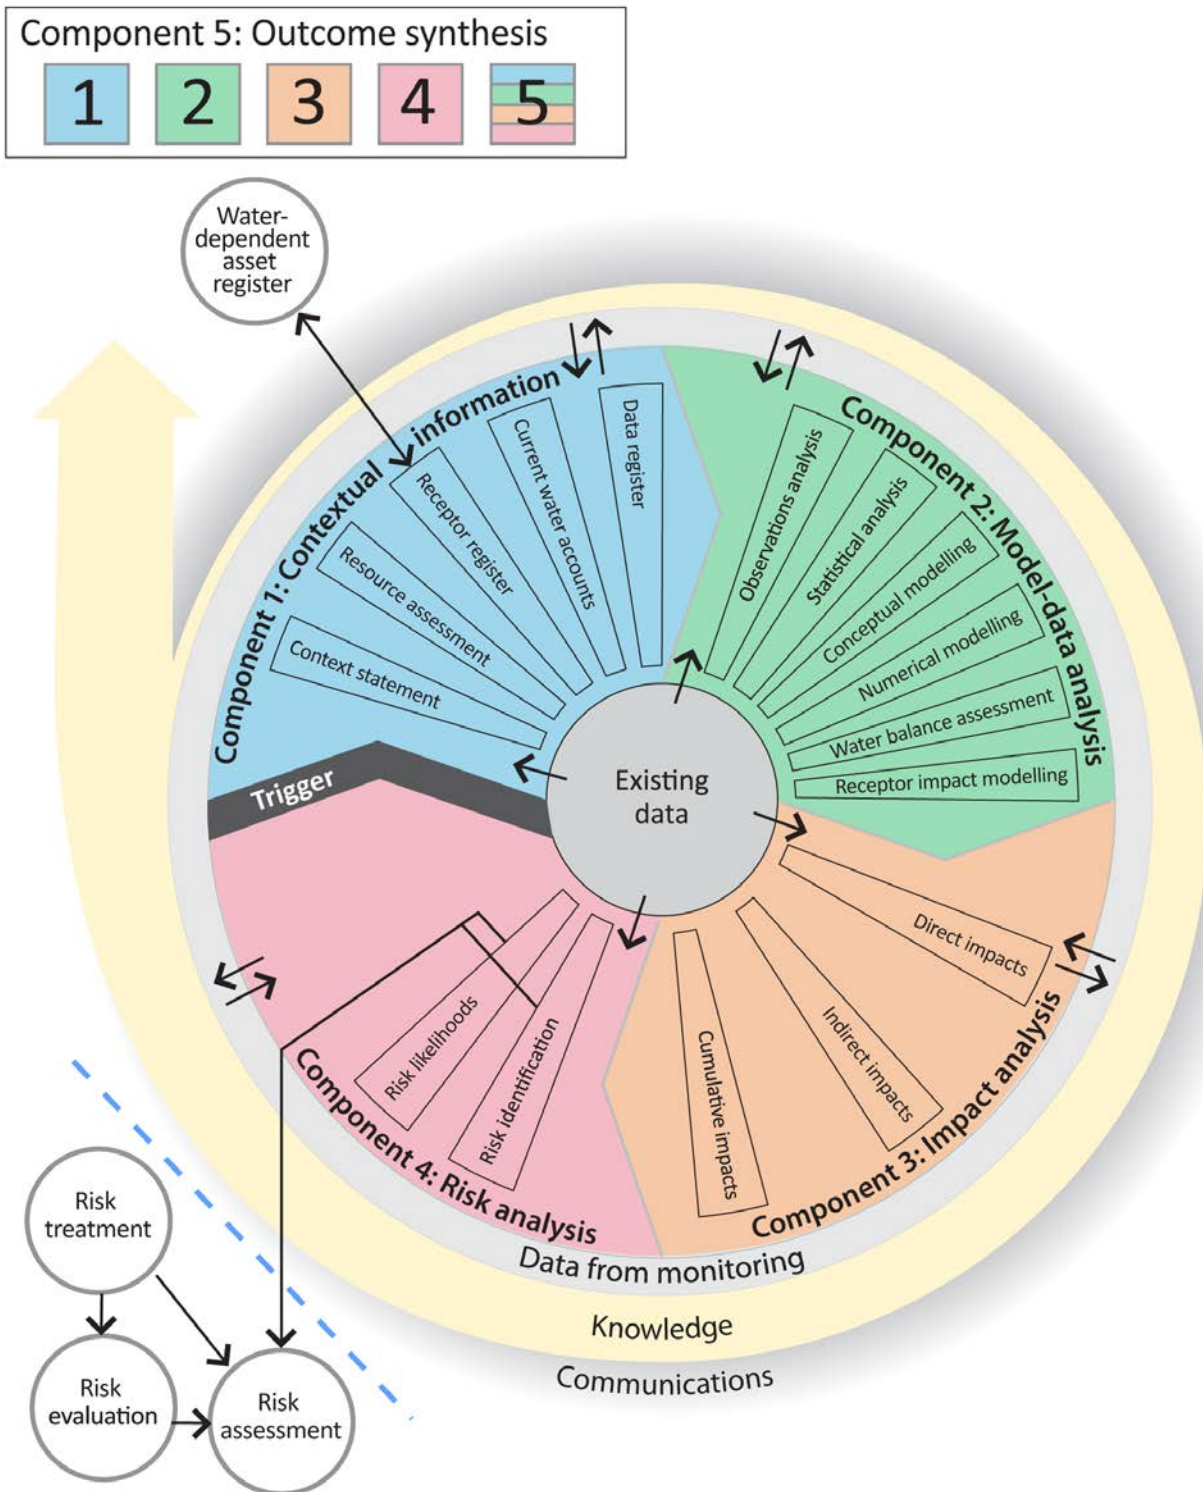 Component 5: Outcome synthesis
1 2 3 4 5
Water-
dependent
asset
register
Component 1: Contextual information
Context statement
Resource assessment
Receptor register
Current water accounts
Data register
Component 2: Model-data analysis
Observations analysis
Statistical analysis
Conceptual modelling
Numerical modelling
Water balance assessment
Receptor impact modelling
Existing
data
Trigger
Component 3: Impact analysis
Direct impacts
Indirect impacts
Cumulative impacts
Component 4: Risk analysis
Risk identification
Risk likelihoods
Data from monitoring
Knowledge
Communications
Risk
treatment
Risk
evaluation
Risk
assessment